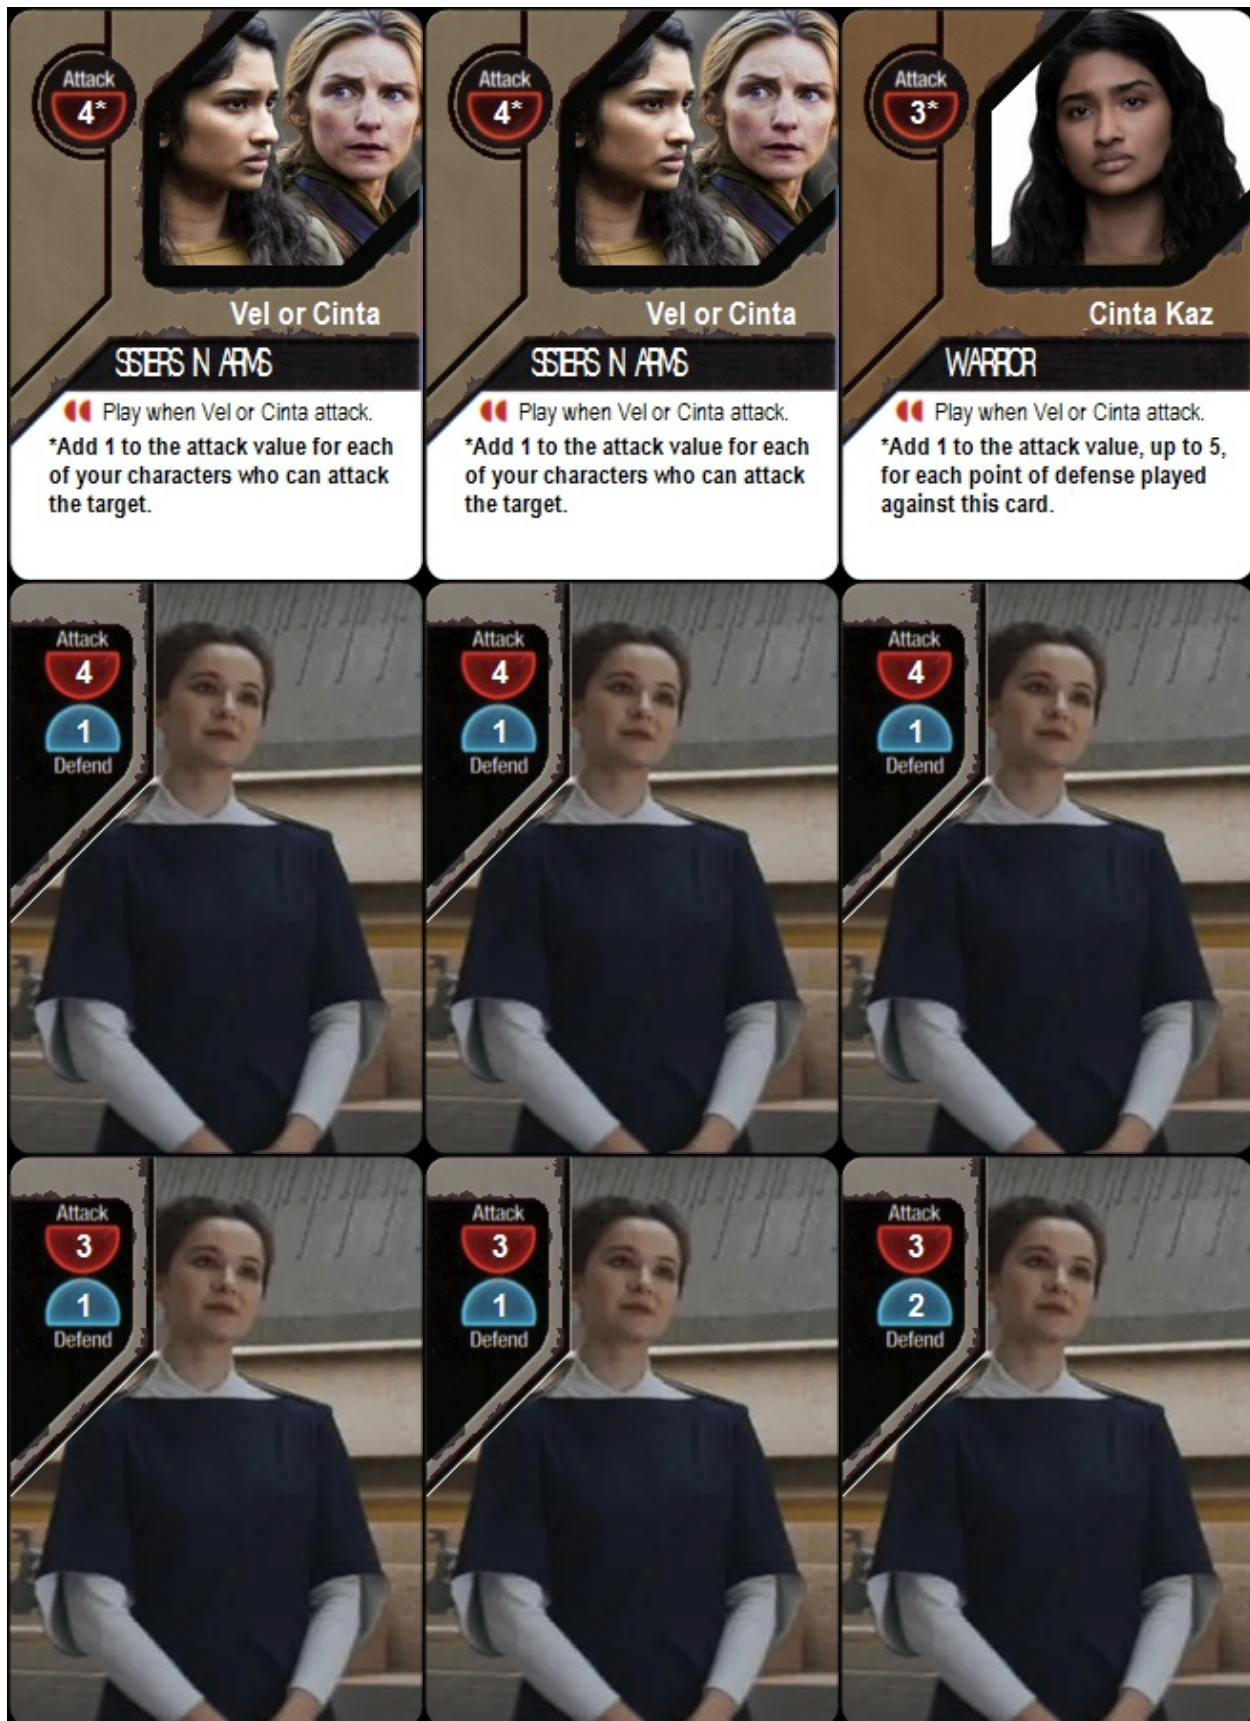 Attack
4*
Vel or Cinta
SISTERS IN ARMS
Play when Vel or Cinta attack.
*Add 1 to the attack value for each
of your characters who can attack
the target.
Attack
4*
Vel or Cinta
SISTERS IN ARMS
Play when Vel or Cinta attack.
*Add 1 to the attack value for each
of your characters who can attack
the target.
Attack
3*
Cinta Kaz
WARRIOR
Play when Vel or Cinta attack.
*Add 1 to the attack value, up to 5,
for each point of defense played
against this card.
Attack
4
1
Defend
Attack
4
1
Defend
Attack
4
1
Defend
Attack
3
1
Defend
Attack
3
1
Defend
Attack
3
2
Defend